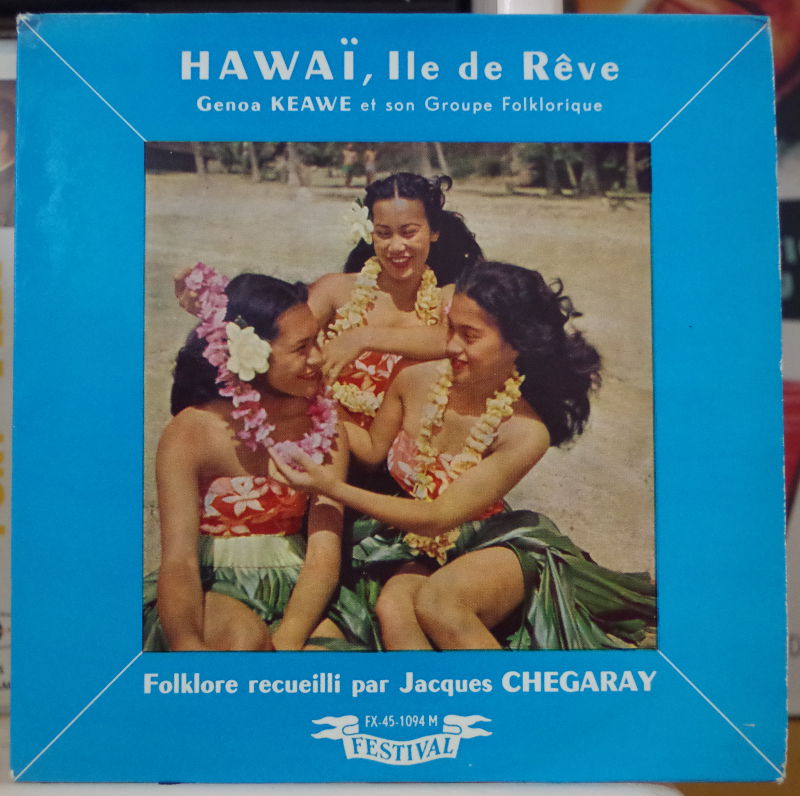 HAWAÏ, Ile de Rêve
Genoa KEAWE et son Groupe Folklorique
Folklore recueilli par Jacques CHEGARAY
FX-45-1094 M
FESTIVAL